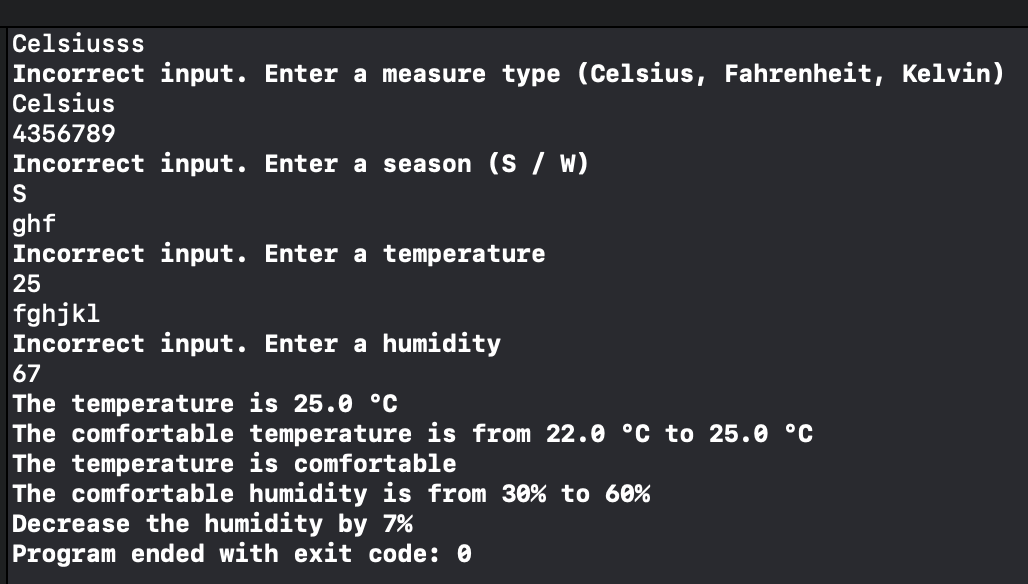 Celsiusss
Incorrect input. Enter a measure type (Celsius, Fahrenheit, Kelvin)
Celsius
4356789
Incorrect input. Enter a season (S / W)
S
ghf
Incorrect input. Enter a temperature
25
fghjkl
Incorrect input. Enter a humidity
67
The temperature is 25.0 °C
The comfortable temperature is from 22.0 °C to 25.0 °C
The temperature is comfortable
The comfortable humidity is from 30% to 60%
Decrease the humidity by 7%
Program ended with exit code: 0